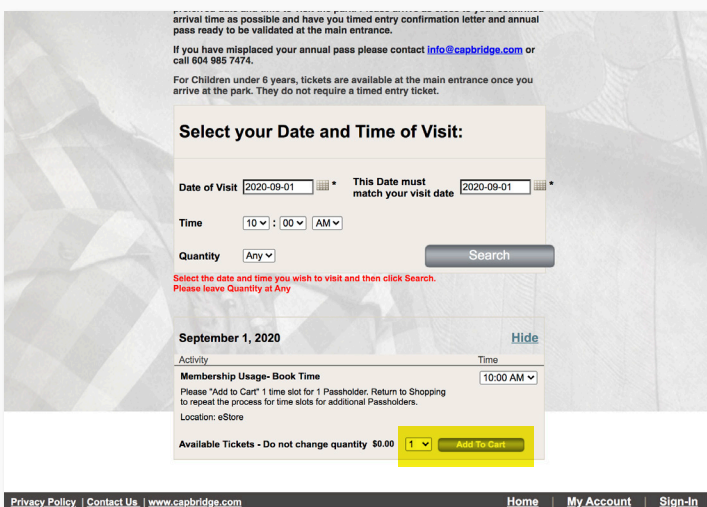 arrival time as possible and have you timed entry confirmation letter and annual
pass ready to be validated at the main entrance.
If you have misplaced your annual pass please contact info@capbridge.com or
call 604 985 7474.
For Children under 6 years, tickets are available at the main entrance once you
arrive at the park. They do not require a timed entry ticket.
Select your Date and Time of Visit:
Date of Visit 2020-09-01 * This Date must match your visit date 2020-09-01 *
Time 10 : 00 AM
Quantity Any Search
Select the date and time you wish to visit and then click Search.
Please leave Quantity at Any
September 1, 2020 Hide
Activity Time
Membership Usage- Book Time 10:00 AM
Please "Add to Cart" 1 time slot for 1 Passholder. Return to Shopping
to repeat the process for time slots for additional Passholders.
Location: eStore
Available Tickets - Do not change quantity $0.00 1 Add To Cart
Privacy Policy | Contact Us | www.capbridge.com Home | My Account | Sign-In